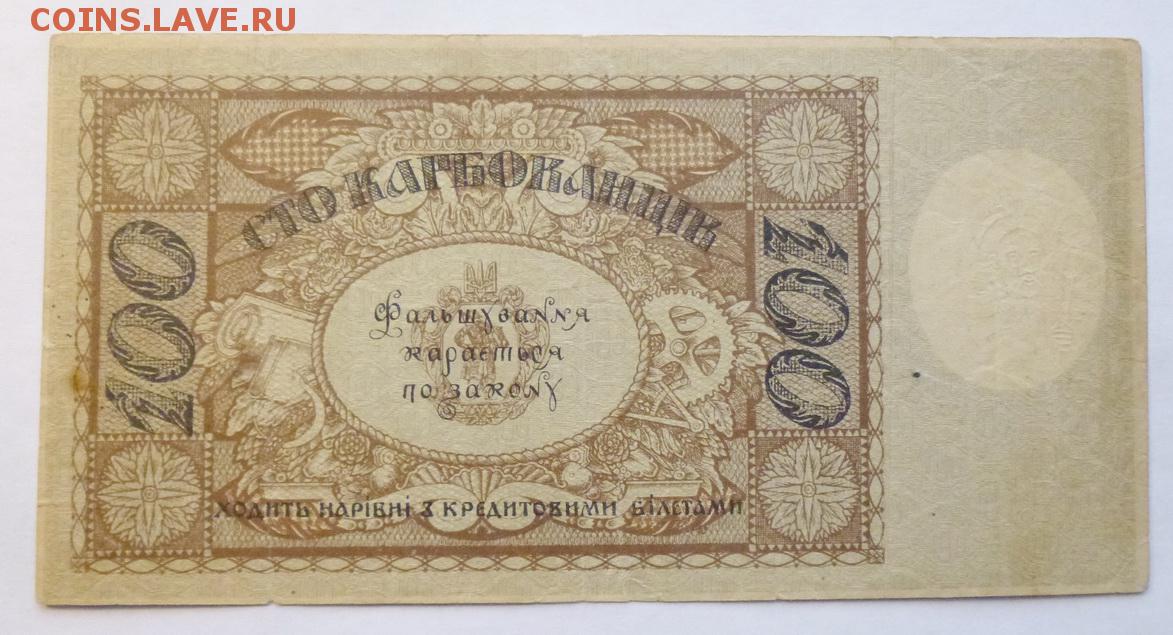 COINS.LAVE.RU
СТО КАРБОВАНЦІВ
100
100
Фальшування
карається
по закону
ХОДИТЬ НАРІВНІ З КРЕДИТОВИМИ БІЛЕТАМИ